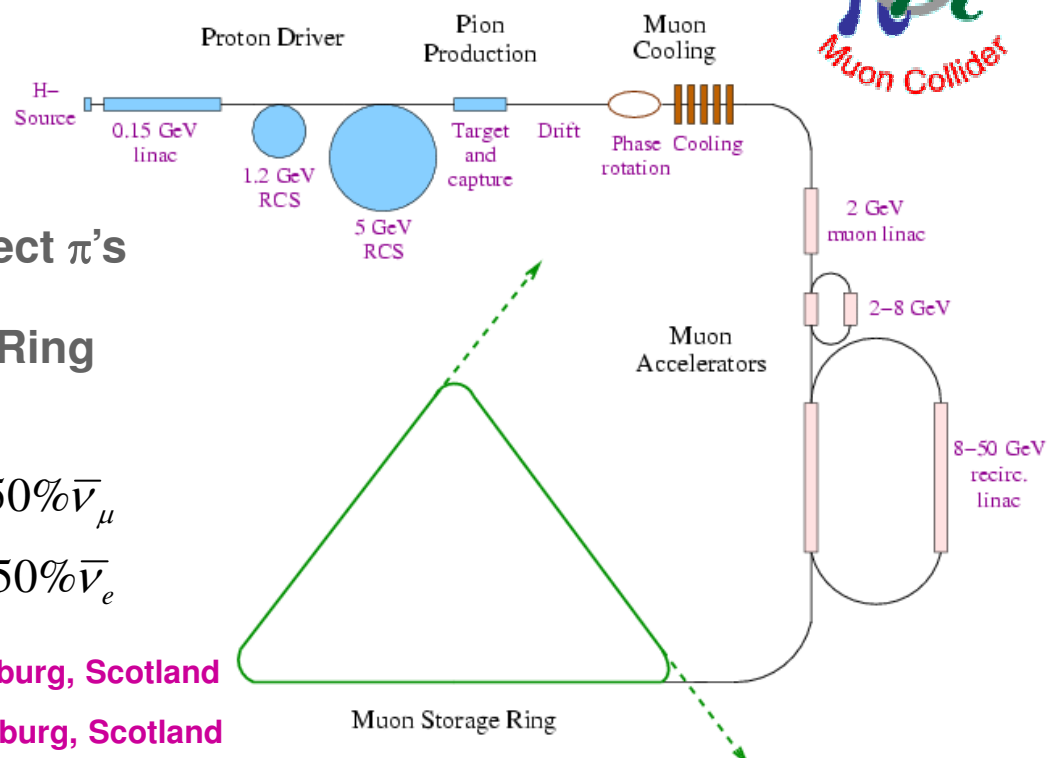 Proton Driver
Pion
Production
Muon
Cooling
Muon Collider
H−
Source
0.15 GeV
linac
1.2 GeV
RCS
5 GeV
RCS
Target
and
capture
Drift
Phase
rotation
Cooling
2 GeV
muon linac
2−8 GeV
Muon
Accelerators
8−50 GeV
recirc.
linac
ect π's
Ring
50%ν̅μ
50%ν̅e
burg, Scotland
burg, Scotland
Muon Storage Ring